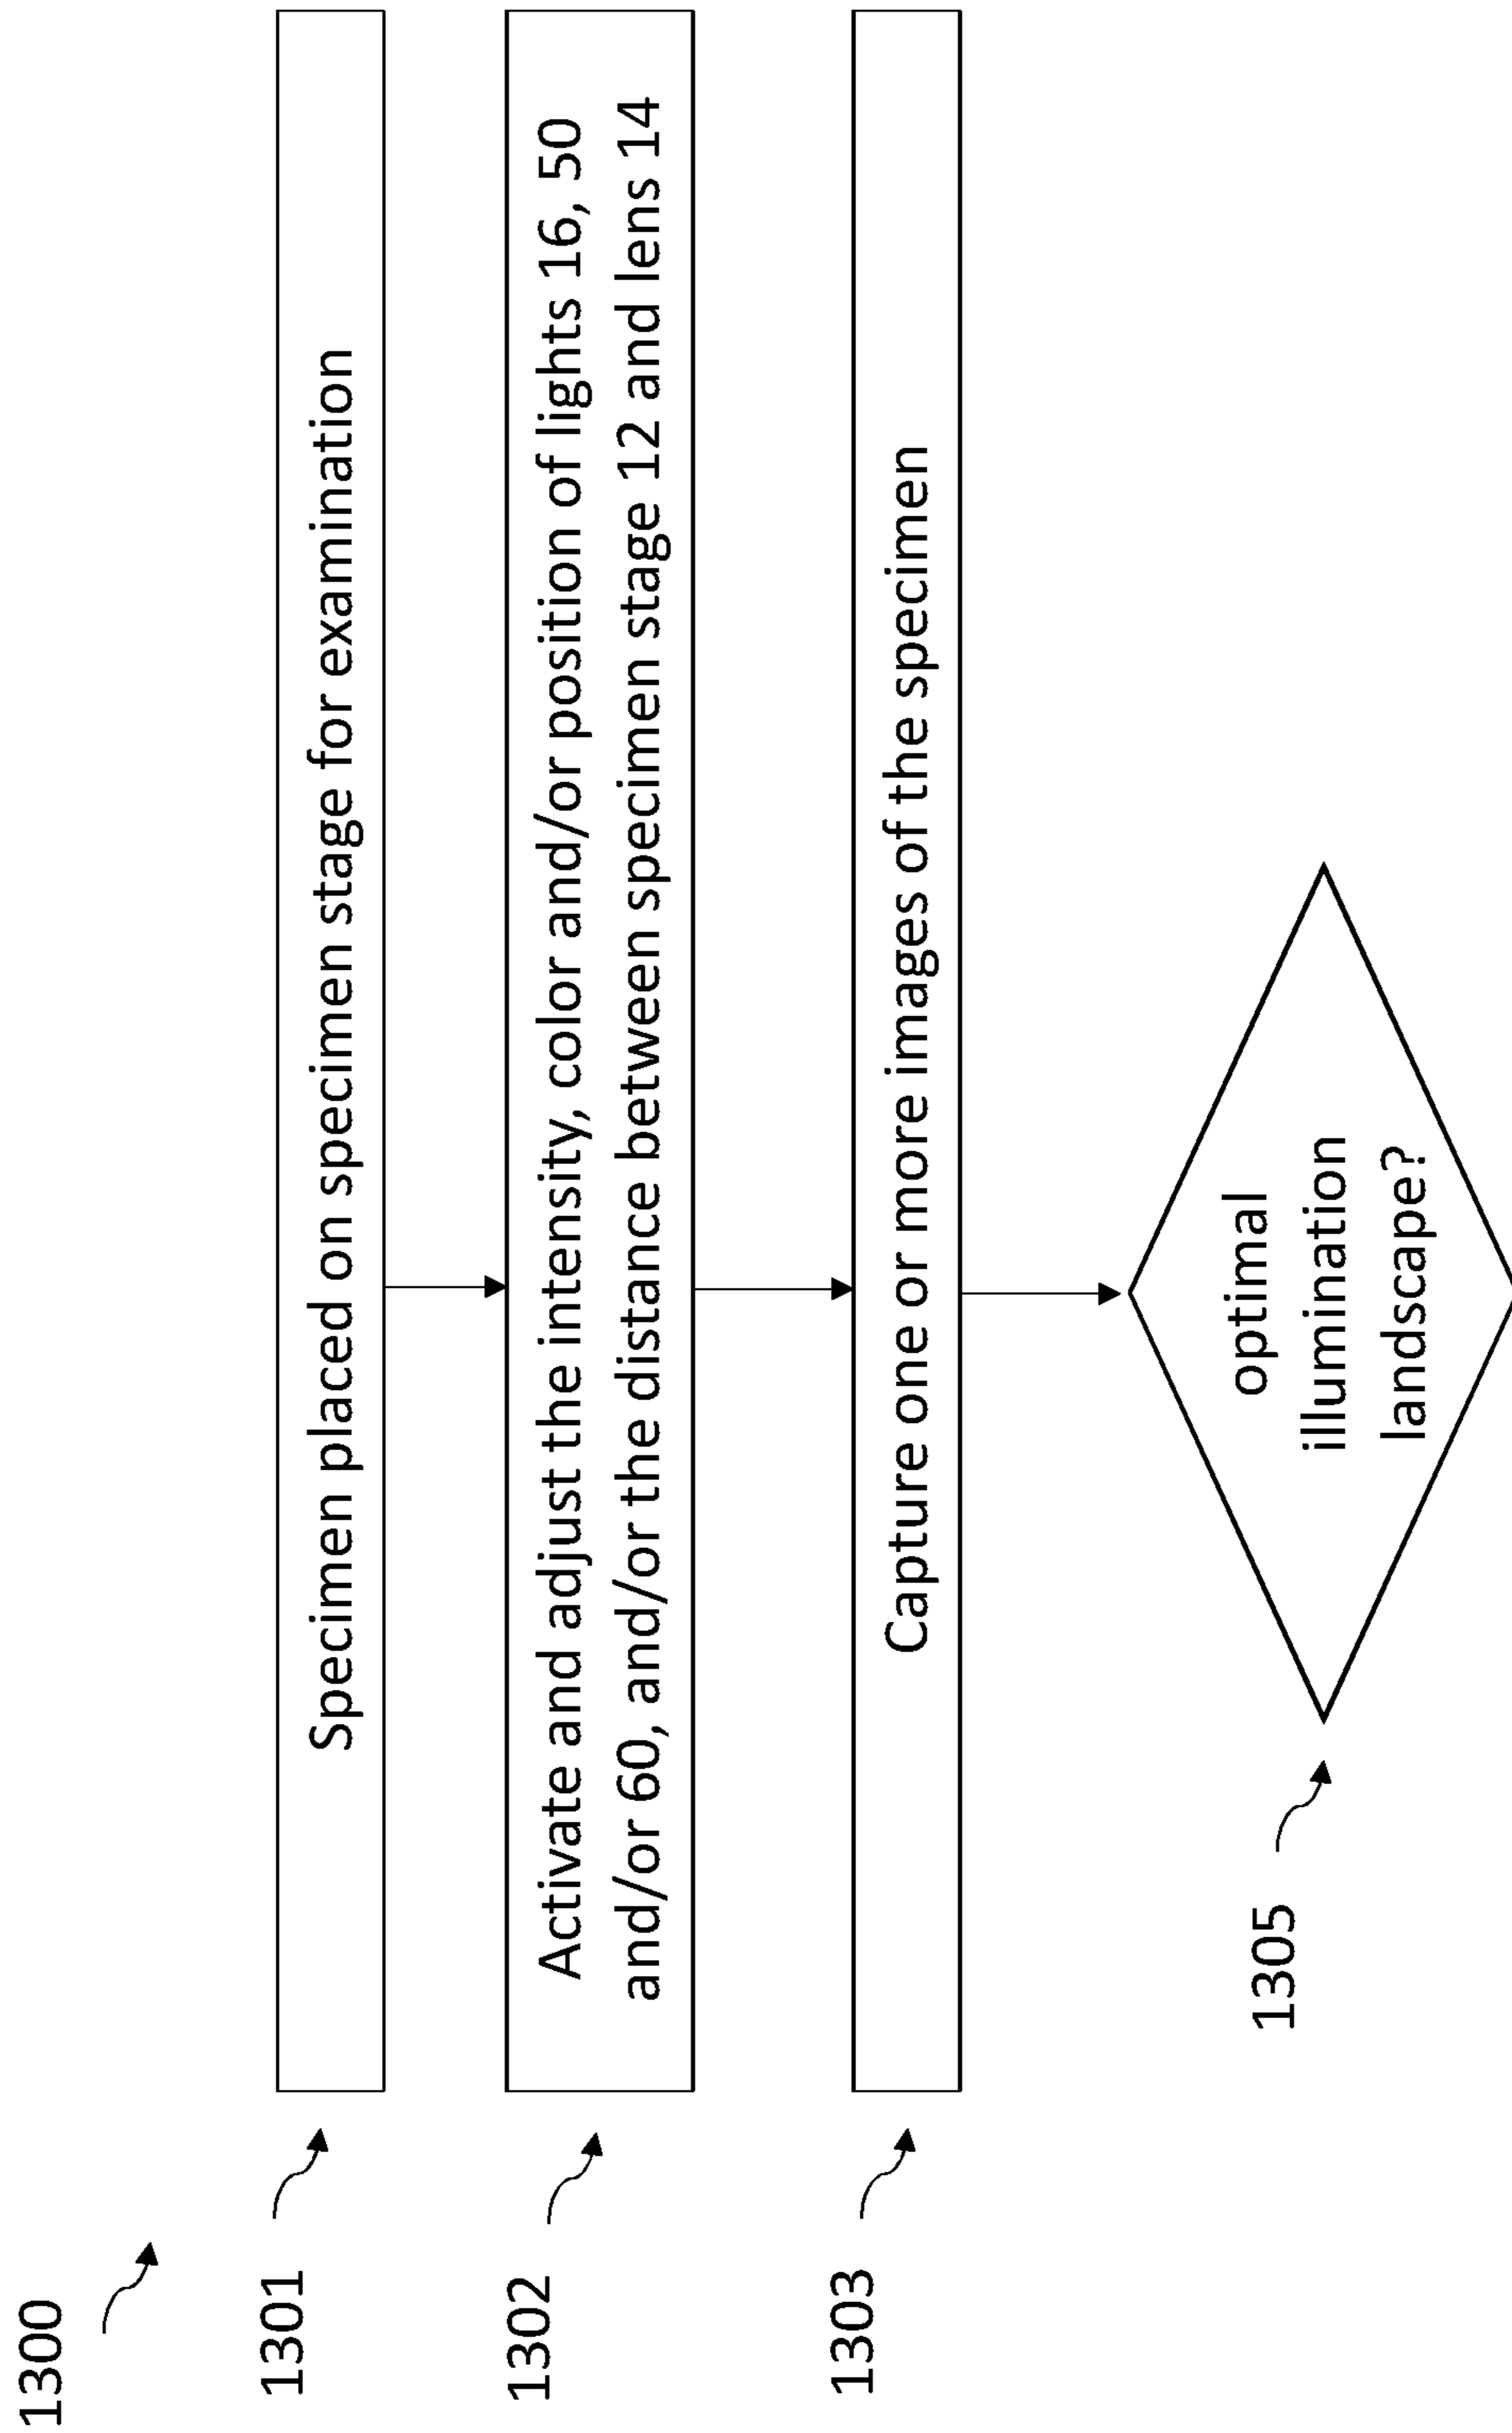 1300
1301
Specimen placed on specimen stage for examination
1302
Activate and adjust the intensity, color and/or position of lights 16, 50
and/or 60, and/or the distance between specimen stage 12 and lens 14
1303
Capture one or more images of the specimen
1305
optimal
illumination
landscape?